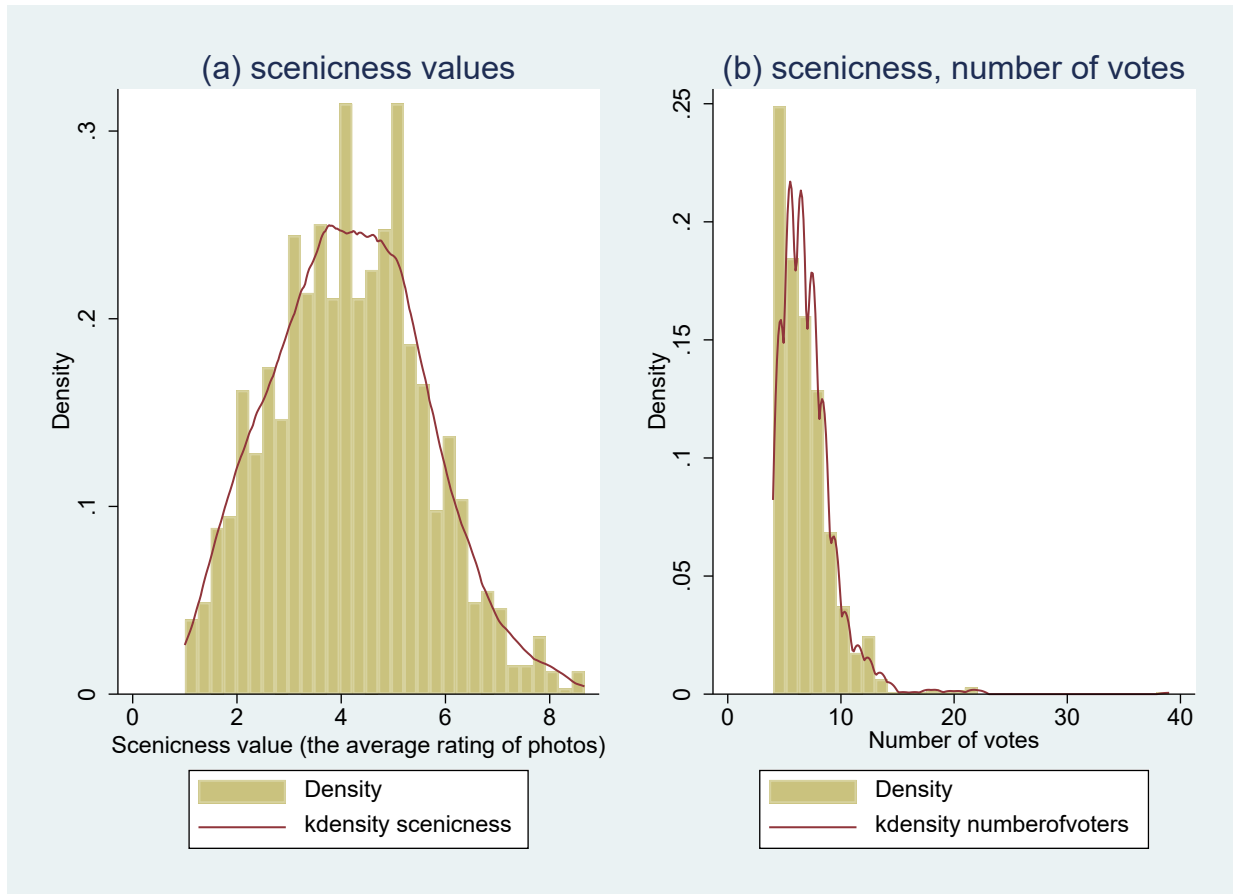 (a) scenicness values
Density
.3
.2
.1
0
0 2 4 6 8
Scenicness value (the average rating of photos)
Density
kdensity scenicness
(b) scenicness, number of votes
Density
.25
.2
.15
.1
.05
0
0 10 20 30 40
Number of votes
Density
kdensity numberofvoters